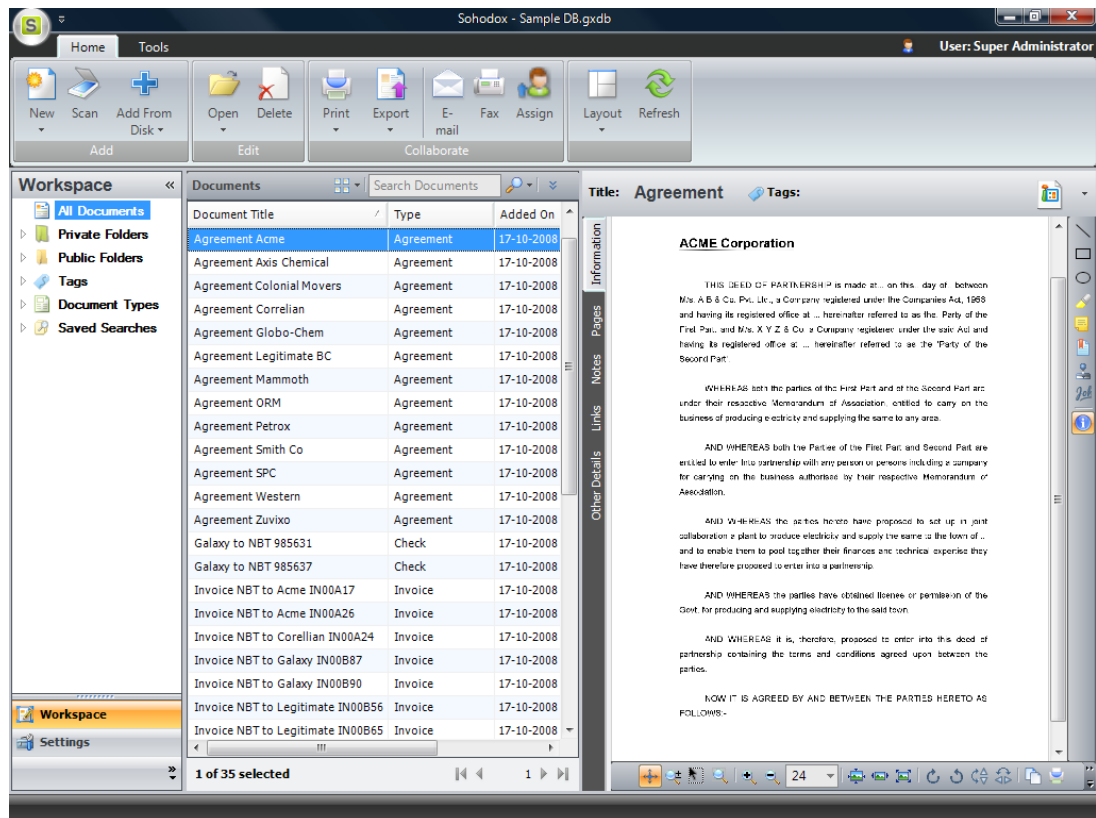 S
Sohodox - Sample DB.gxdb
Home Tools
User: Super Administrator
New Scan Add From Disk
Open Delete
Print Export E-mail Fax Assign
Layout Refresh
Add Edit Collaborate
Workspace «
All Documents
Private Folders
Public Folders
Tags
Document Types
Saved Searches
Workspace
Settings
Documents Search Documents
Document Title Type Added On
Agreement Acme Agreement 17-10-2008
Agreement Axis Chemical Agreement 17-10-2008
Agreement Colonial Movers Agreement 17-10-2008
Agreement Correlian Agreement 17-10-2008
Agreement Globo-Chem Agreement 17-10-2008
Agreement Legitimate BC Agreement 17-10-2008
Agreement Mammoth Agreement 17-10-2008
Agreement ORM Agreement 17-10-2008
Agreement Petrox Agreement 17-10-2008
Agreement Smith Co Agreement 17-10-2008
Agreement SPC Agreement 17-10-2008
Agreement Western Agreement 17-10-2008
Agreement Zuvixo Agreement 17-10-2008
Galaxy to NBT 985631 Check 17-10-2008
Galaxy to NBT 985637 Check 17-10-2008
Invoice NBT to Acme IN00A17 Invoice 17-10-2008
Invoice NBT to Acme IN00A26 Invoice 17-10-2008
Invoice NBT to Corellian IN00A24 Invoice 17-10-2008
Invoice NBT to Galaxy IN00B87 Invoice 17-10-2008
Invoice NBT to Galaxy IN00B90 Invoice 17-10-2008
Invoice NBT to Legitimate IN00B56 Invoice 17-10-2008
Invoice NBT to Legitimate IN00B65 Invoice 17-10-2008
1 of 35 selected 1
Title: Agreement Tags:
Information
Pages
Notes
Links
Other Details
ACME Corporation
THIS DEED OF PARTNERSHIP is made at... on this day of between
M/s. A B & Co. Pvt. Ltd., a Company registered under the Companies Act, 1956
and having its registered office at ... hereinafter referred to as the. Party of the
First Part. and M/s. X Y Z & Co. a Company registered under the said Act and
having its registered office at ... hereinafter referred to as the 'Party of the
Second Part'.
WHEREAS both the parties of the First Part and of the Second Part are
under their respective Memorandum of Association, entitled to carry on the
business of producing electricity and supplying the same to any area.
AND WHEREAS both the Parties of the First Part and Second Part are
entitled to enter into partnership with any person or persons including a company
for carrying on the business authorised by their respective Memorandum of
Association.
AND WHEREAS the parties hereto have proposed to set up in joint
collaboration a plant to produce electricity and supply the same to the town of ..
and to enable them to pool together their finances and technical expertise they
have therefore proposed to enter into a partnership.
AND WHEREAS the parties have obtained license or permission of the
Govt. for producing and supplying electricity to the said town.
AND WHEREAS it is, therefore, proposed to enter into this deed of
partnership containing the terms and conditions agreed upon between the
parties.
NOW IT IS AGREED BY AND BETWEEN THE PARTIES HERETO AS
FOLLOWS:-
Job
24